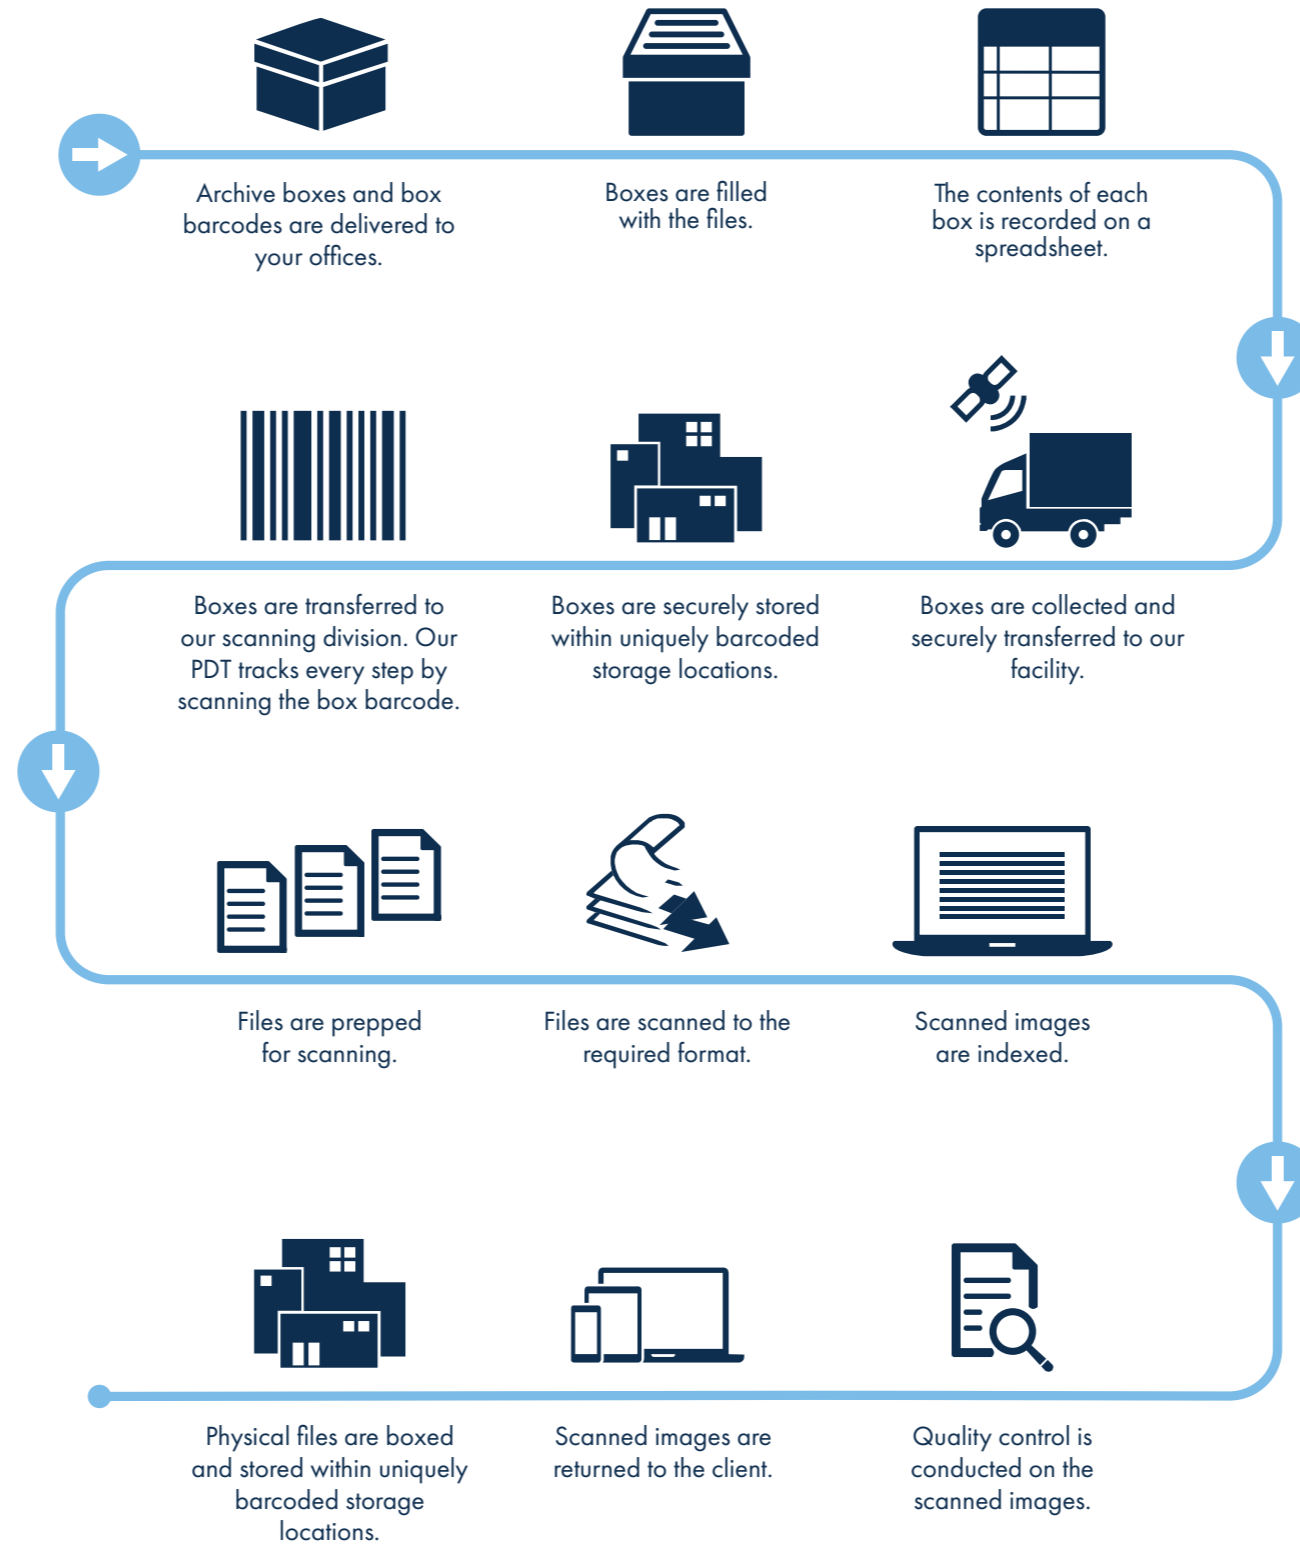 Archive boxes and box
barcodes are delivered to
your offices.
Boxes are filled
with the files.
The contents of each
box is recorded on a
spreadsheet.
Boxes are collected and
securely transferred to our
facility.
Boxes are securely stored
within uniquely barcoded
storage locations.
Boxes are transferred to
our scanning division. Our
PDT tracks every step by
scanning the box barcode.
Files are prepped
for scanning.
Files are scanned to the
required format.
Scanned images
are indexed.
Quality control is
conducted on the
scanned images.
Scanned images are
returned to the client.
Physical files are boxed
and stored within uniquely
barcoded storage
locations.